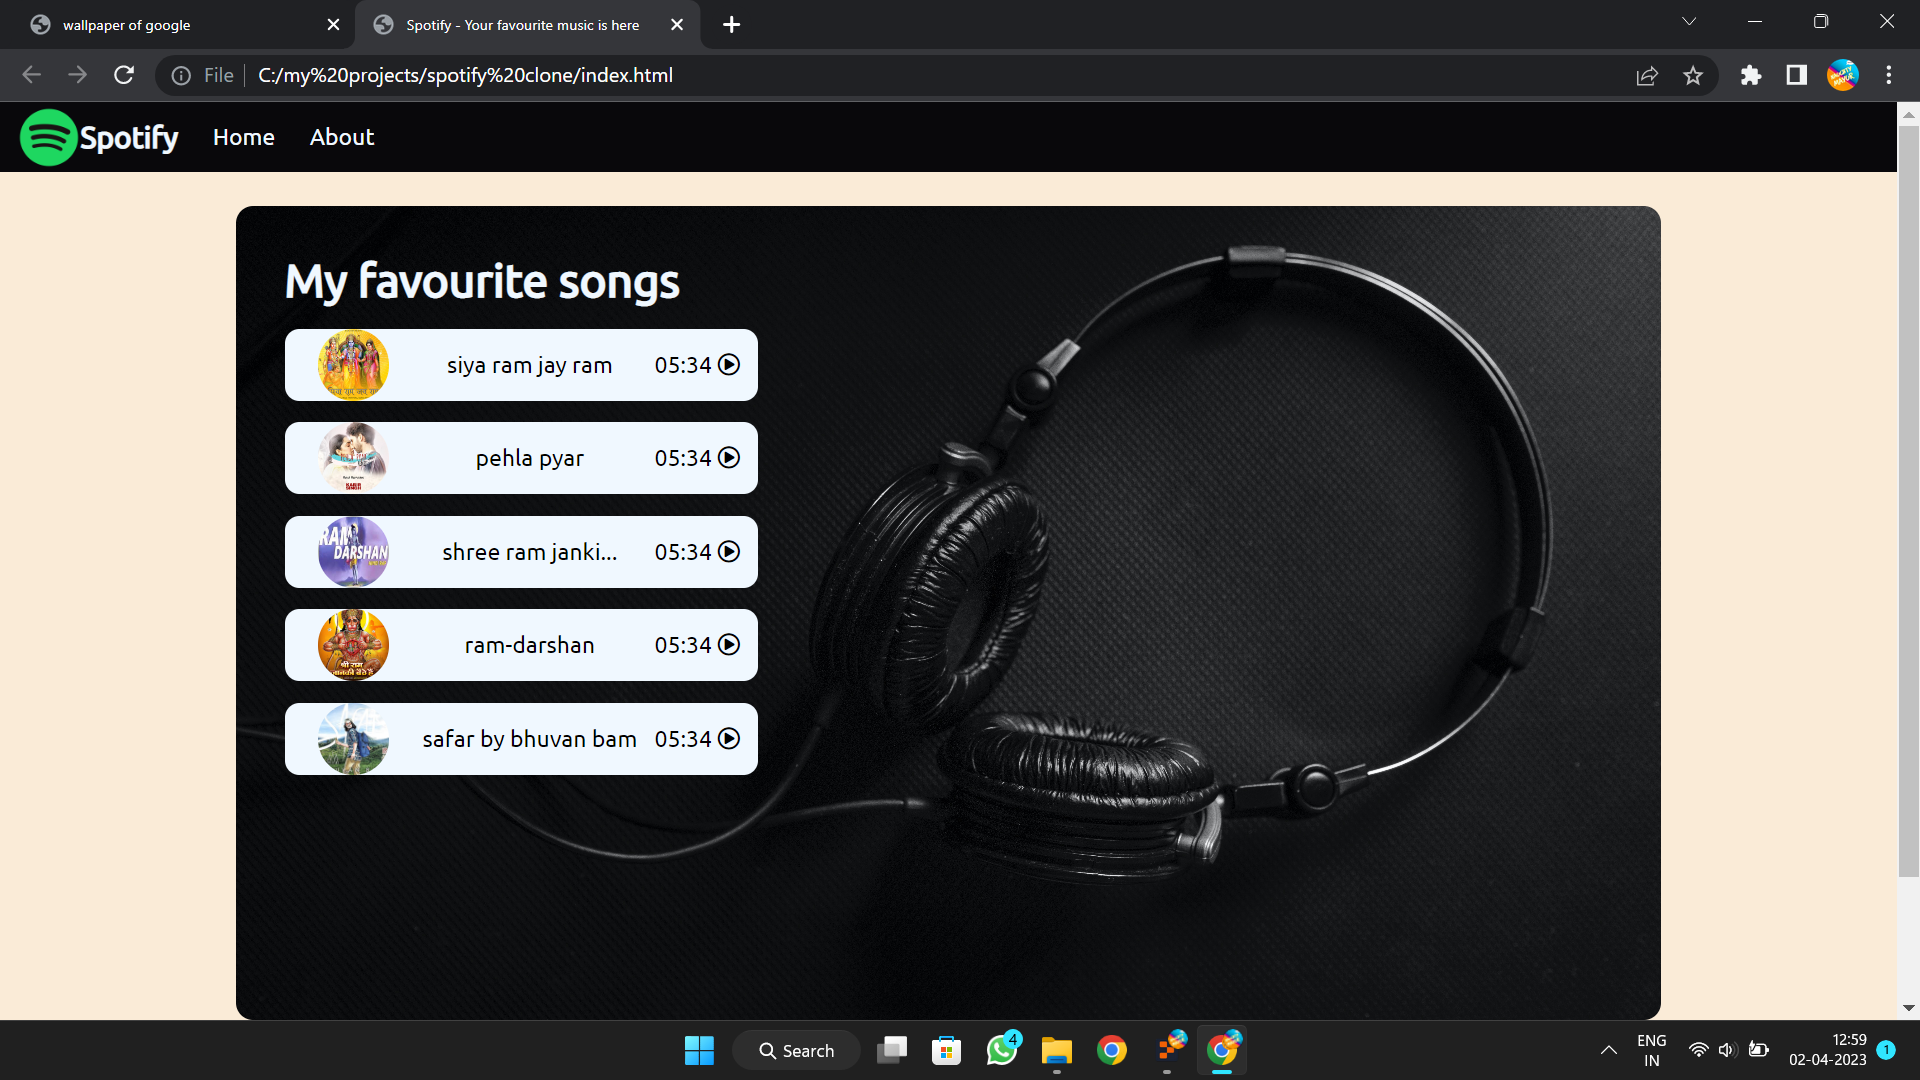 wallpaper of google
Spotify - Your favourite music is here
File
C:/my%20projects/spotify%20clone/index.html
Spotify
Home
About
My favourite songs
siya ram jay ram
05:34
pehla pyar
05:34
shree ram janki...
05:34
RAM
DARSHAN
ram-darshan
05:34
श्री राम
जानकी बैठे हैं
safar by bhuvan bam
05:34
Search
4
ENG
IN
12:59
02-04-2023
1